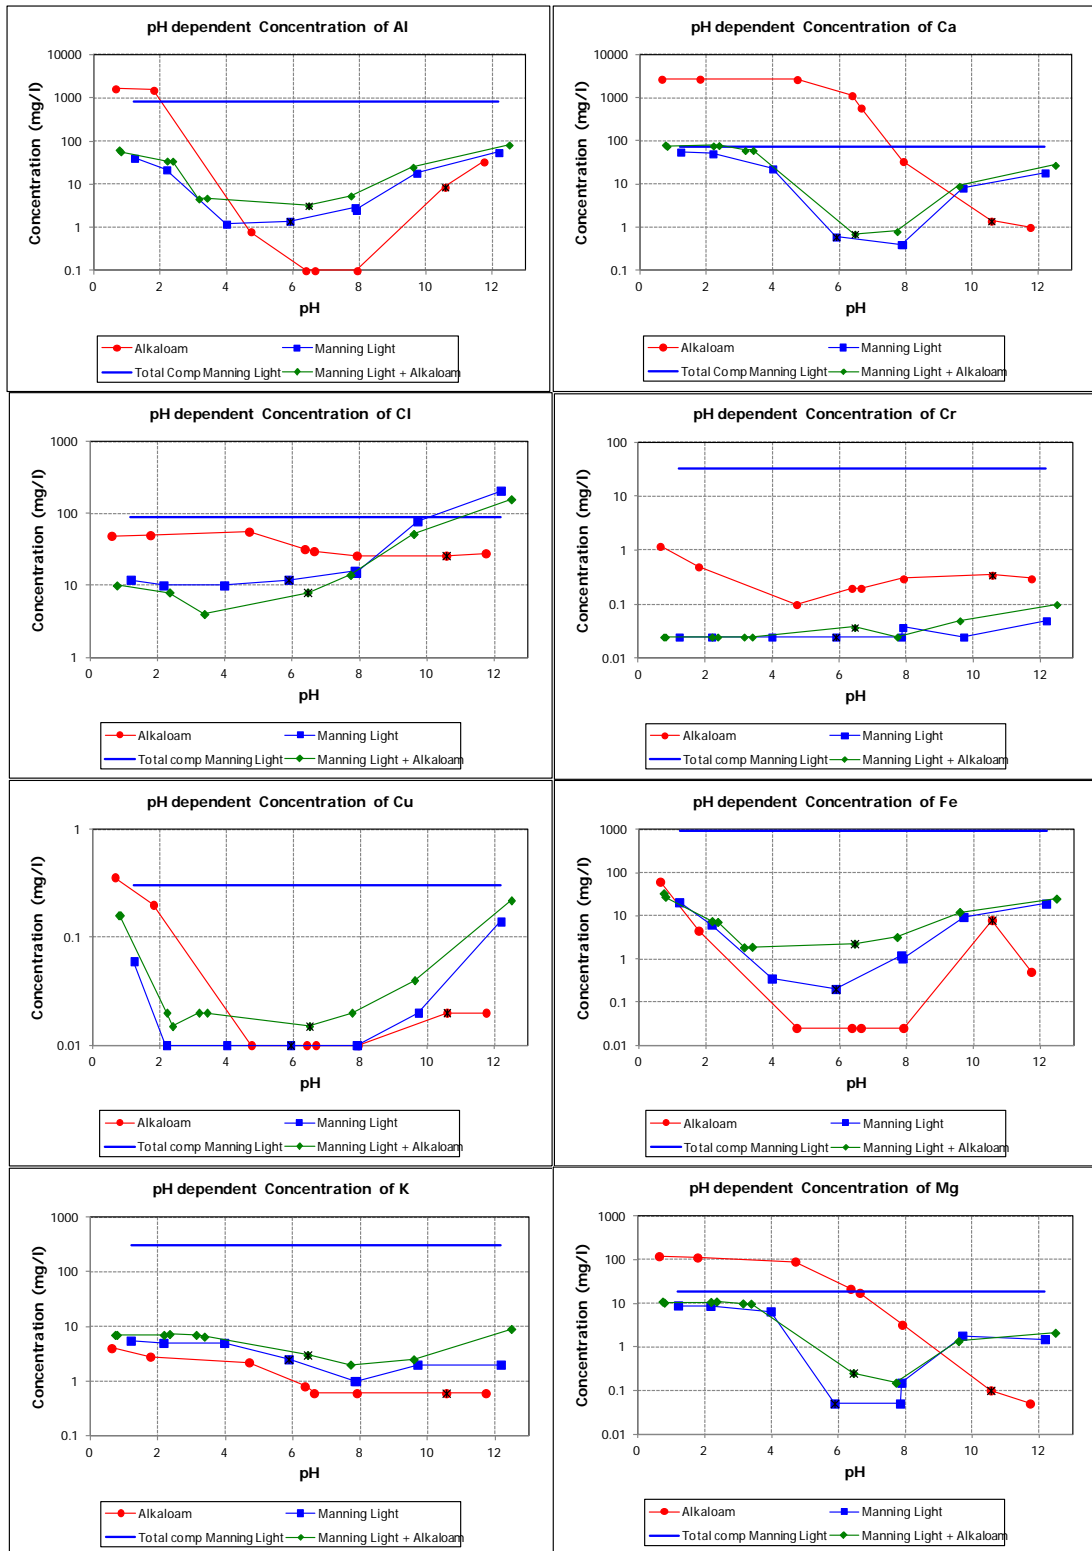 pH dependent Concentration of Al
10000
1000
100
10
1
0.1
Concentration (mg/l)
0 2 4 6 8 10 12
pH
Alkaloam Manning Light
Total Comp Manning Light Manning Light + Alkaloam
pH dependent Concentration of Ca
10000
1000
100
10
1
0.1
Concentration (mg/l)
0 2 4 6 8 10 12
pH
Alkaloam Manning Light
Total comp Manning Light Manning Light + Alkaloam
pH dependent Concentration of Cl
1000
100
10
1
Concentration (mg/l)
0 2 4 6 8 10 12
pH
Alkaloam Manning Light
Total comp Manning Light Manning Light + Alkaloam
pH dependent Concentration of Cr
100
10
1
0.1
0.01
Concentration (mg/l)
0 2 4 6 8 10 12
pH
Alkaloam Manning Light
Total comp Manning Light Manning Light + Alkaloam
pH dependent Concentration of Cu
1
0.1
0.01
Concentration (mg/l)
0 2 4 6 8 10 12
pH
Alkaloam Manning Light
Total comp Manning Light Manning Light + Alkaloam
pH dependent Concentration of Fe
1000
100
10
1
0.1
0.01
Concentration (mg/l)
0 2 4 6 8 10 12
pH
Alkaloam Manning Light
Total comp Manning Light Manning Light + Alkaloam
pH dependent Concentration of K
1000
100
10
1
0.1
Concentration (mg/l)
0 2 4 6 8 10 12
pH
Alkaloam Manning Light
Total comp Manning Light Manning Light + Alkaloam
pH dependent Concentration of Mg
1000
100
10
1
0.1
0.01
Concentration (mg/l)
0 2 4 6 8 10 12
pH
Alkaloam Manning Light
Total comp Manning Light Manning Light + Alkaloam